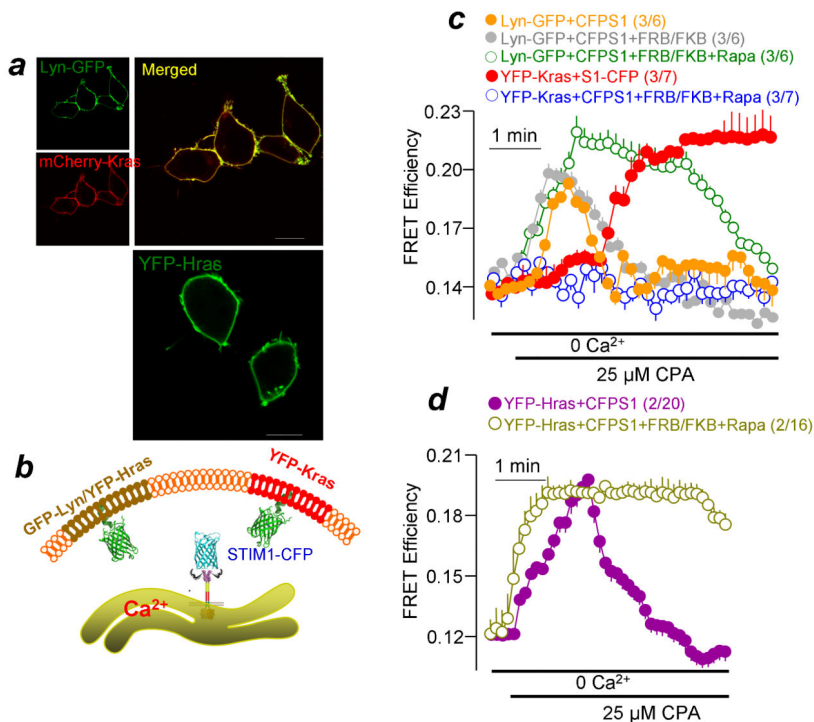 a
Lyn-GFP
Merged
mCherry-Kras
YFP-Hras
b
GFP-Lyn/YFP-Hras
YFP-Kras
STIM1-CFP
Ca²⁺
c
Lyn-GFP+CFPS1 (3/6)
Lyn-GFP+CFPS1+FRB/FKB (3/6)
Lyn-GFP+CFPS1+FRB/FKB+Rapa (3/6)
YFP-Kras+S1-CFP (3/7)
YFP-Kras+CFPS1+FRB/FKB+Rapa (3/7)
0.23
1 min
0.20
0.17
0.14
FRET Efficiency
0 Ca²⁺
25 µM CPA
d
YFP-Hras+CFPS1 (2/20)
YFP-Hras+CFPS1+FRB/FKB+Rapa (2/16)
0.21
1 min
0.18
0.15
0.12
FRET Efficiency
0 Ca²⁺
25 µM CPA